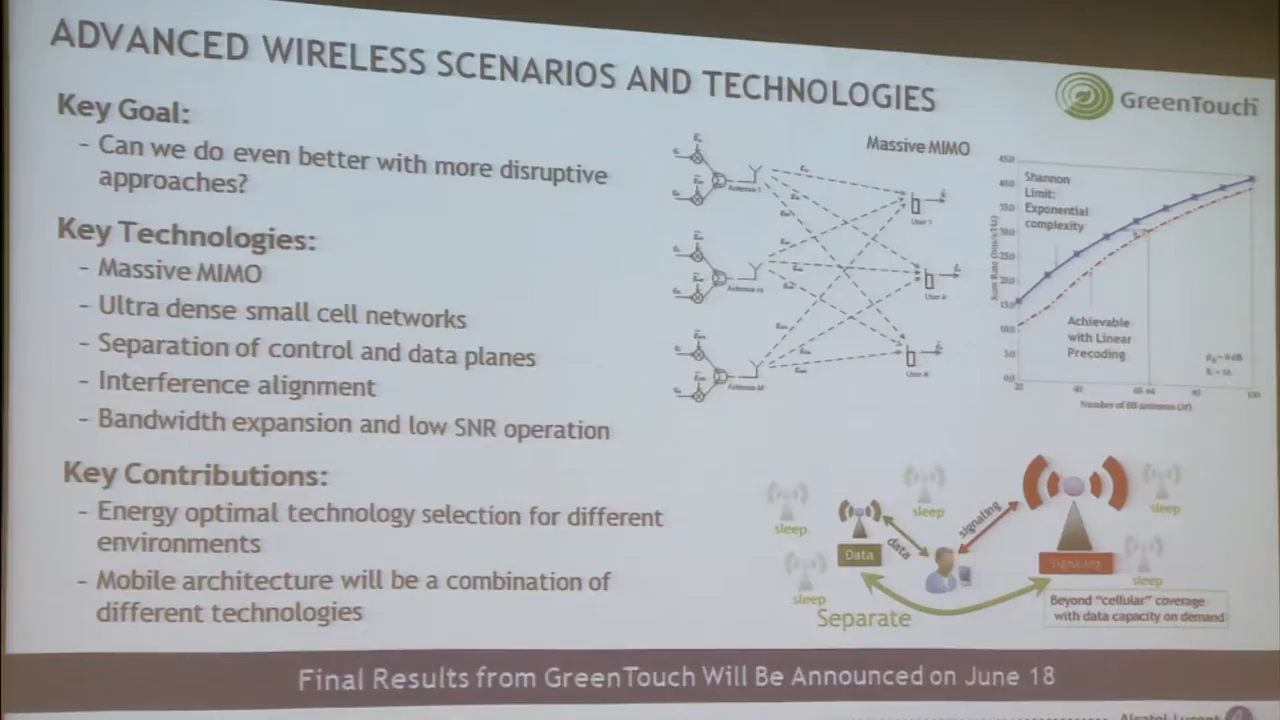 ADVANCED WIRELESS SCENARIOS AND TECHNOLOGIES
GreenTouch
Key Goal:
- Can we do even better with more disruptive
approaches?
Key Technologies:
- Massive MIMO
- Ultra dense small cell networks
- Separation of control and data planes
- Interference alignment
- Bandwidth expansion and low SNR operation
Key Contributions:
- Energy optimal technology selection for different
environments
- Mobile architecture will be a combination of
different technologies
Massive MIMO
Shannon
Limit:
Exponential
complexity
Achievable
with Linear
Precoding
Number of BS antennas (M)
sleep
sleep
sleep
sleep
sleep
Data
data
signaling
Signaling
Separate
Beyond "cellular" coverage
with data capacity on demand
Final Results from GreenTouch Will Be Announced on June 18
Alcatel-Lucent